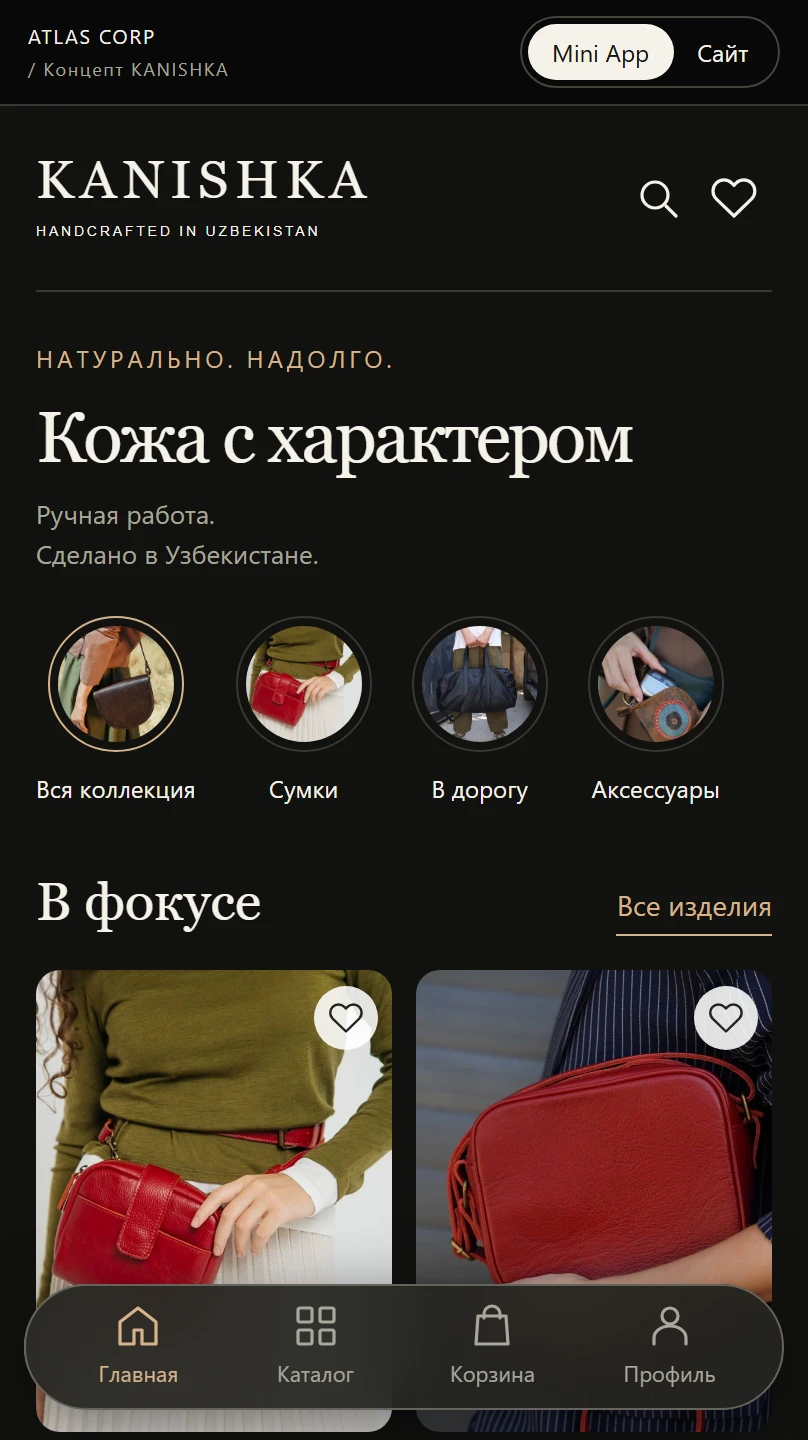 ATLAS CORP
/ Концепт KANISHKA
Mini App
Сайт
KANISHKA
HANDCRAFTED IN UZBEKISTAN
НАТУРАЛЬНО. НАДОЛГО.
Кожа с характером
Ручная работа.
Сделано в Узбекистане.
Вся коллекция
Сумки
В дорогу
Аксессуары
В фокусе
Все изделия
Главная
Каталог
Корзина
Профиль